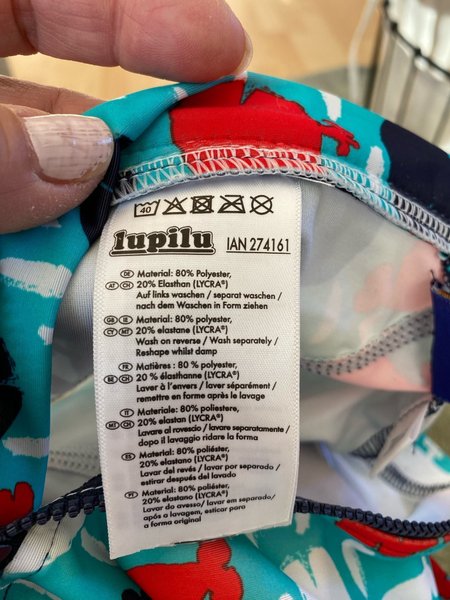 40
lupilu IAN 274161
DE Material: 80% Polyester,
AT CH 20% Elasthan (LYCRA®)
Auf links waschen / separat waschen /
nach dem Waschen in Form ziehen
GB IE Material: 80% polyester,
CY MT 20% elastane (LYCRA®)
Wash on reverse / Wash separately /
Reshape whilst damp
FR Matières : 80 % polyester,
BE CH 20 % élasthanne (LYCRA®)
Laver à l'envers / laver séparément /
remettre en forme après le lavage
IT Materiale: 80% poliestere,
MT CH 20% elastan (LYCRA®)
Lavare al rovescio / lavare separatamente /
dopo il lavaggio ridare la forma
ES Material: 80% poliéster,
20% elastano (LYCRA®)
Lavar del revés / lavar por separado /
estirar después del lavado
PT Material: 80% poliéster,
20% elastano (LYCRA®)
Lavar do avesso/ lavar em separado/
após a lavagem, esticar para
a forma original